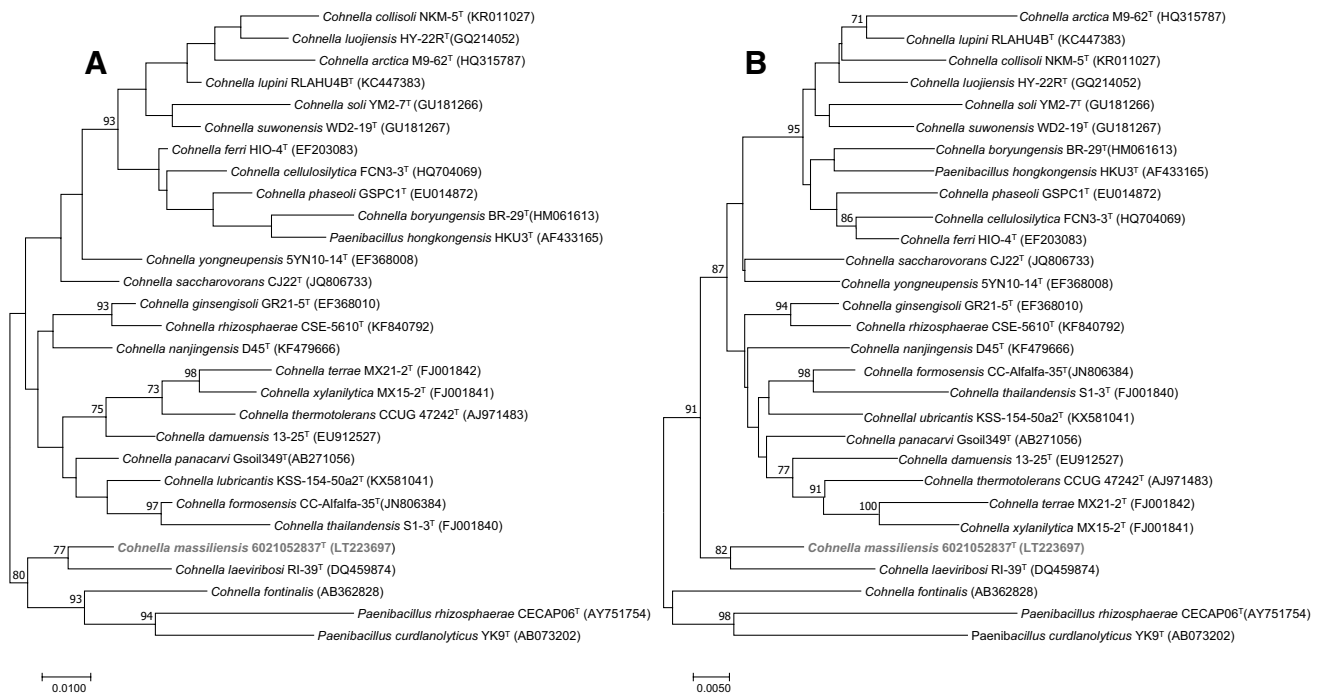 A
Cohnella collisoli NKM-5ᵀ (KR011027)
Cohnella luojiensis HY-22Rᵀ(GQ214052)
Cohnella arctica M9-62ᵀ (HQ315787)
Cohnella lupini RLAHU4Bᵀ (KC447383)
Cohnella soli YM2-7ᵀ (GU181266)
93
Cohnella suwonensis WD2-19ᵀ (GU181267)
Cohnella ferri HIO-4ᵀ (EF203083)
Cohnella cellulosilytica FCN3-3ᵀ (HQ704069)
Cohnella phaseoli GSPC1ᵀ (EU014872)
Cohnella boryungensis BR-29ᵀ(HM061613)
Paenibacillus hongkongensis HKU3ᵀ (AF433165)
Cohnella yongneupensis 5YN10-14ᵀ (EF368008)
Cohnella saccharovorans CJ22ᵀ (JQ806733)
93
Cohnella ginsengisoli GR21-5ᵀ (EF368010)
Cohnella rhizosphaerae CSE-5610ᵀ (KF840792)
Cohnella nanjingensis D45ᵀ (KF479666)
98
Cohnella terrae MX21-2ᵀ (FJ001842)
73
Cohnella xylanilytica MX15-2ᵀ (FJ001841)
75
Cohnella thermotolerans CCUG 47242ᵀ (AJ971483)
Cohnella damuensis 13-25ᵀ (EU912527)
Cohnella panacarvi Gsoil349ᵀ(AB271056)
Cohnella lubricantis KSS-154-50a2ᵀ (KX581041)
97
Cohnella formosensis CC-Alfalfa-35ᵀ(JN806384)
Cohnella thailandensis S1-3ᵀ (FJ001840)
77
Cohnella massiliensis 6021052837ᵀ (LT223697)
80
Cohnella laeviribosi RI-39ᵀ (DQ459874)
93
Cohnella fontinalis (AB362828)
94
Paenibacillus rhizosphaerae CECAP06ᵀ (AY751754)
Paenibacillus curdlanolyticus YK9ᵀ (AB073202)
0.0100
B
71
Cohnella arctica M9-62ᵀ (HQ315787)
Cohnella lupini RLAHU4Bᵀ (KC447383)
Cohnella collisoli NKM-5ᵀ (KR011027)
Cohnella luojiensis HY-22Rᵀ (GQ214052)
Cohnella soli YM2-7ᵀ (GU181266)
95
Cohnella suwonensis WD2-19ᵀ (GU181267)
Cohnella boryungensis BR-29ᵀ(HM061613)
Paenibacillus hongkongensis HKU3ᵀ (AF433165)
Cohnella phaseoli GSPC1ᵀ (EU014872)
86
Cohnella cellulosilytica FCN3-3ᵀ (HQ704069)
Cohnella ferri HIO-4ᵀ (EF203083)
87
Cohnella saccharovorans CJ22ᵀ (JQ806733)
Cohnella yongneupensis 5YN10-14ᵀ (EF368008)
94
Cohnella ginsengisoli GR21-5ᵀ (EF368010)
Cohnella rhizosphaerae CSE-5610ᵀ (KF840792)
Cohnella nanjingensis D45ᵀ (KF479666)
98
Cohnella formosensis CC-Alfalfa-35ᵀ(JN806384)
Cohnella thailandensis S1-3ᵀ (FJ001840)
91
Cohnellal ubricantis KSS-154-50a2ᵀ (KX581041)
Cohnella panacarvi Gsoil349ᵀ (AB271056)
77
Cohnella damuensis 13-25ᵀ (EU912527)
91
Cohnella thermotolerans CCUG 47242ᵀ (AJ971483)
100
Cohnella terrae MX21-2ᵀ (FJ001842)
Cohnella xylanilytica MX15-2ᵀ (FJ001841)
82
Cohnella massiliensis 6021052837ᵀ (LT223697)
Cohnella laeviribosi RI-39ᵀ (DQ459874)
Cohnella fontinalis (AB362828)
98
Paenibacillus rhizosphaerae CECAP06ᵀ(AY751754)
Paenibacillus curdlanolyticus YK9ᵀ (AB073202)
0.0050